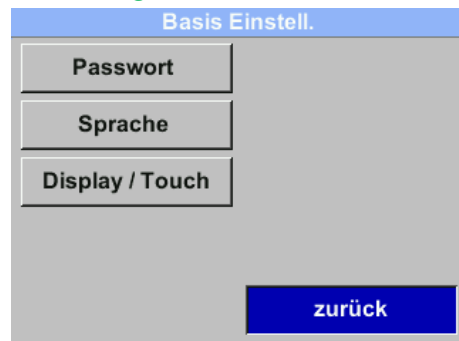 Basis Einstell.
Passwort
Sprache
Display / Touch
zurück